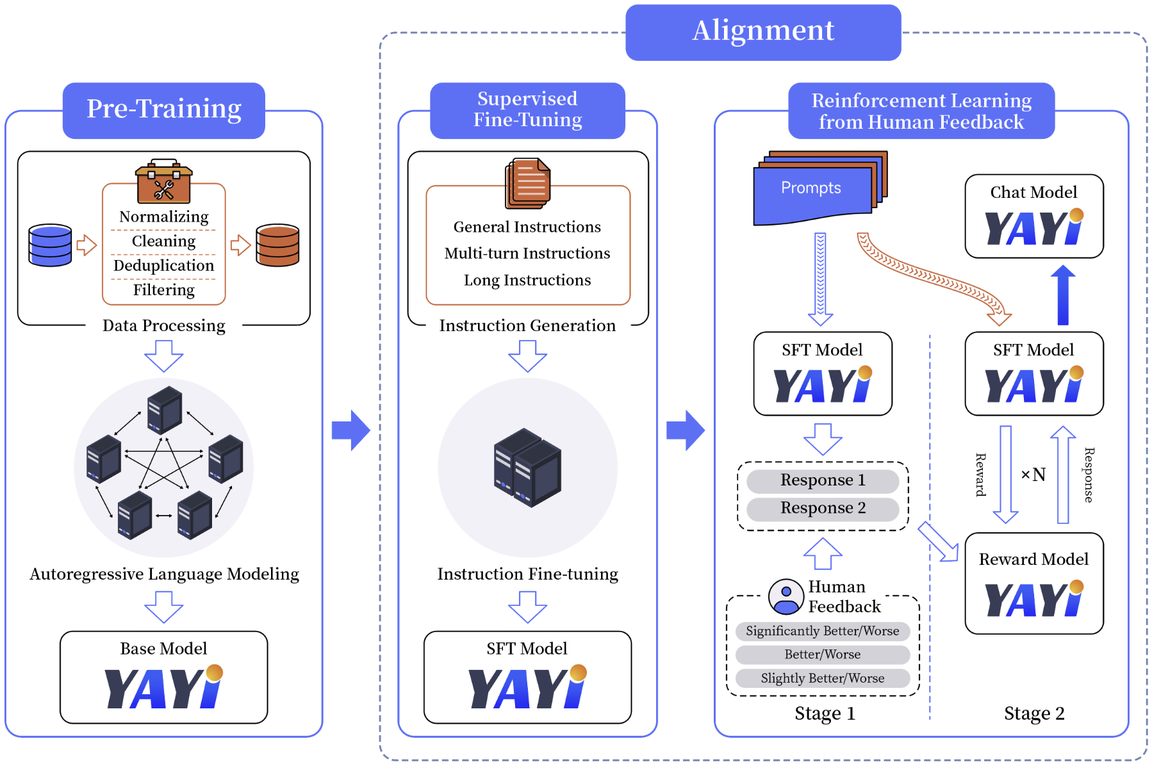 Alignment
Pre-Training
Normalizing
Cleaning
Deduplication
Filtering
Data Processing
Autoregressive Language Modeling
Base Model
YAYi
Supervised
Fine-Tuning
General Instructions
Multi-turn Instructions
Long Instructions
Instruction Generation
Instruction Fine-tuning
SFT Model
YAYi
Reinforcement Learning
from Human Feedback
Prompts
SFT Model
YAYi
Response 1
Response 2
Human
Feedback
Significantly Better/Worse
Better/Worse
Slightly Better/Worse
Stage 1
Chat Model
YAYi
SFT Model
YAYi
Reward
×N
Response
Reward Model
YAYi
Stage 2